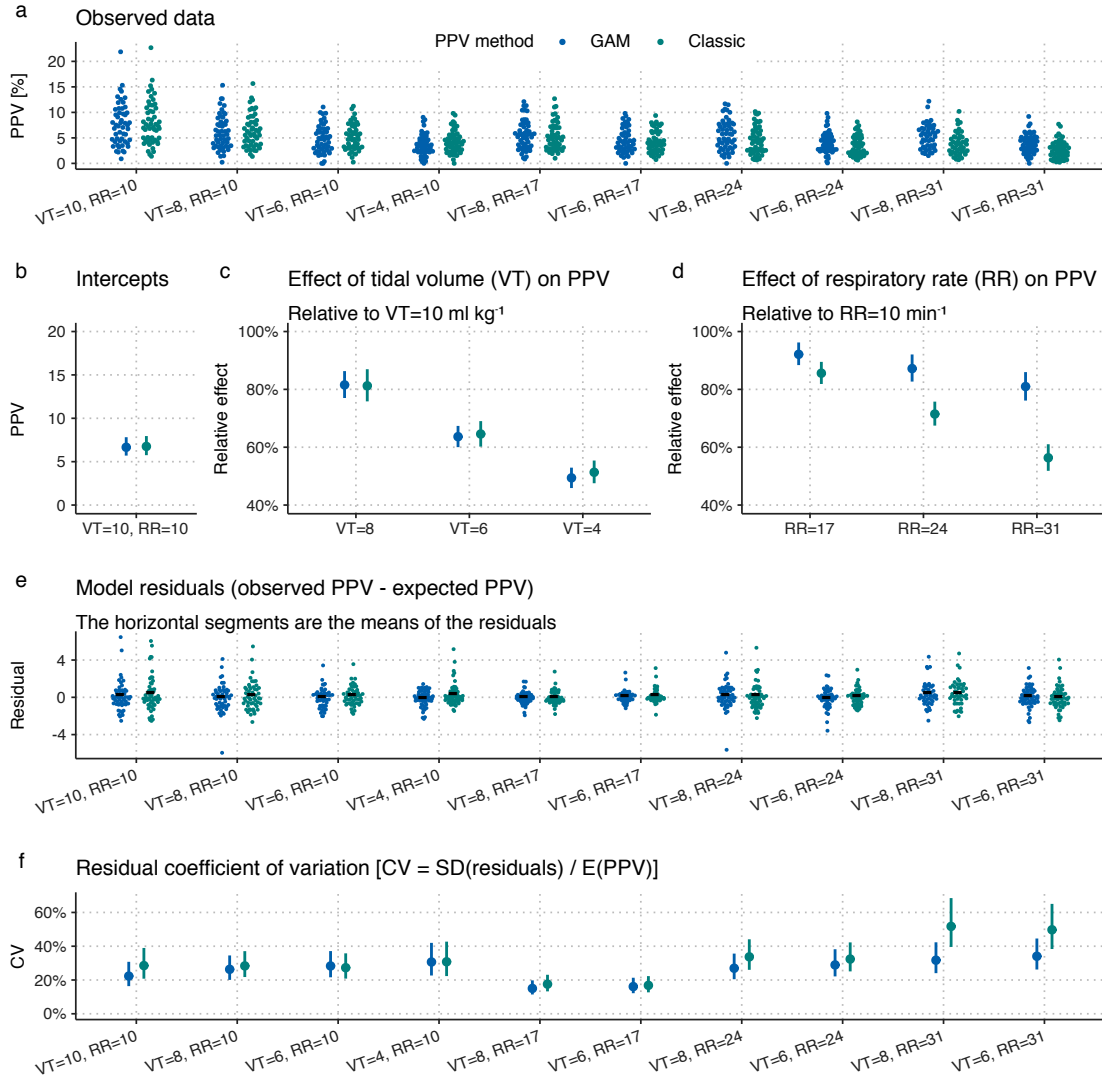 a
Observed data
PPV method GAM Classic
PPV [%]
20
15
10
5
0
VT=10, RR=10
VT=8, RR=10
VT=6, RR=10
VT=4, RR=10
VT=8, RR=17
VT=6, RR=17
VT=8, RR=24
VT=6, RR=24
VT=8, RR=31
VT=6, RR=31
b
Intercepts
PPV
20
15
10
5
0
VT=10, RR=10
c
Effect of tidal volume (VT) on PPV
Relative to VT=10 ml kg⁻¹
Relative effect
100%
80%
60%
40%
VT=8
VT=6
VT=4
d
Effect of respiratory rate (RR) on PPV
Relative to RR=10 min⁻¹
Relative effect
100%
80%
60%
40%
RR=17
RR=24
RR=31
e
Model residuals (observed PPV - expected PPV)
The horizontal segments are the means of the residuals
Residual
4
0
-4
VT=10, RR=10
VT=8, RR=10
VT=6, RR=10
VT=4, RR=10
VT=8, RR=17
VT=6, RR=17
VT=8, RR=24
VT=6, RR=24
VT=8, RR=31
VT=6, RR=31
f
Residual coefficient of variation [CV = SD(residuals) / E(PPV)]
CV
60%
40%
20%
0%
VT=10, RR=10
VT=8, RR=10
VT=6, RR=10
VT=4, RR=10
VT=8, RR=17
VT=6, RR=17
VT=8, RR=24
VT=6, RR=24
VT=8, RR=31
VT=6, RR=31